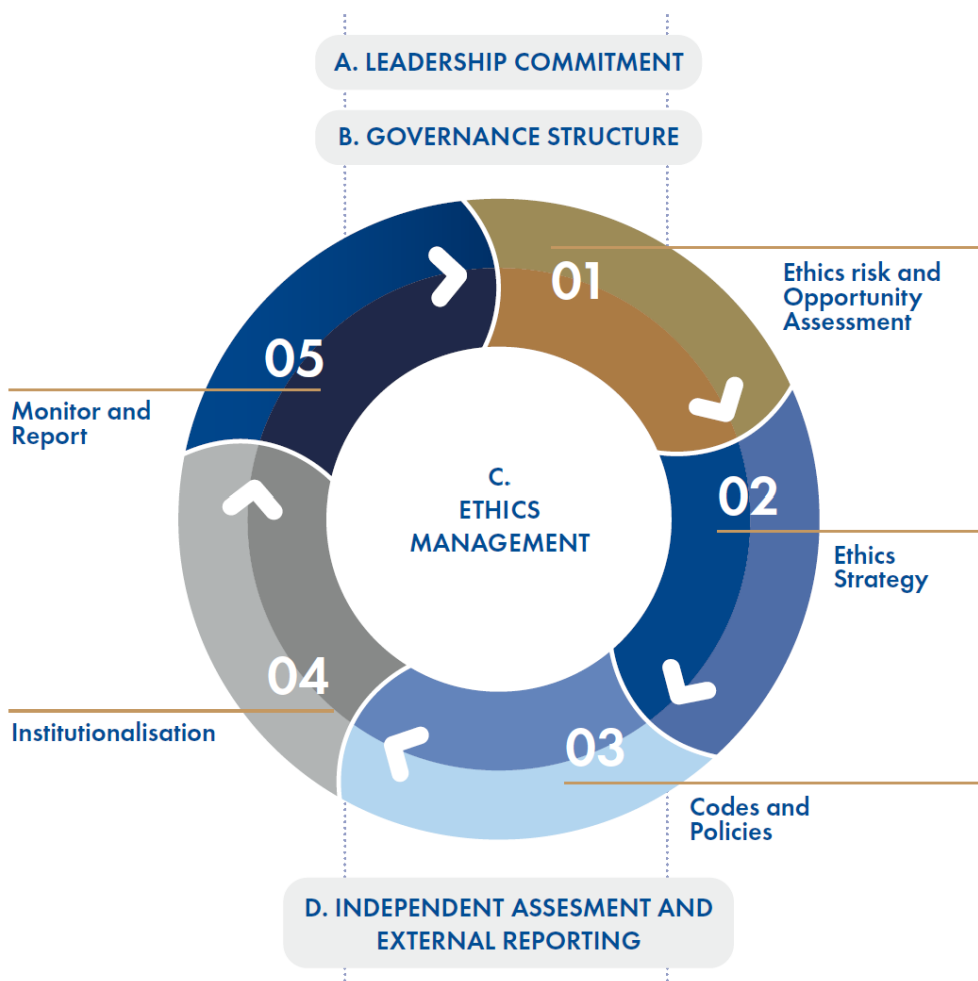 A. LEADERSHIP COMMITMENT
B. GOVERNANCE STRUCTURE
01
Ethics risk and
Opportunity
Assessment
05
Monitor and
Report
C.
ETHICS
MANAGEMENT
02
Ethics
Strategy
04
Institutionalisation
03
Codes and
Policies
D. INDEPENDENT ASSESMENT AND
EXTERNAL REPORTING